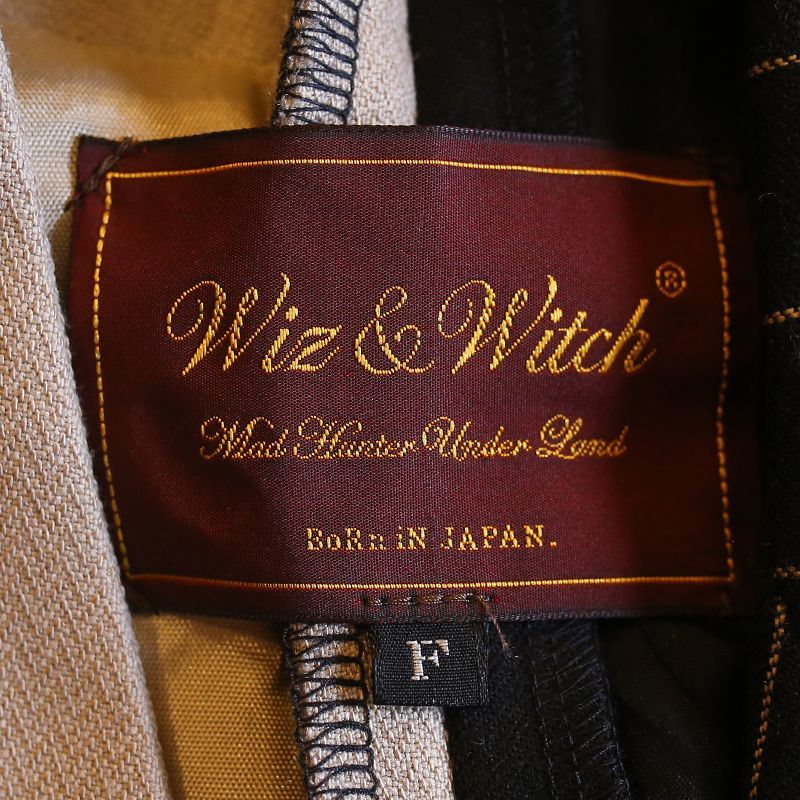 Wiz & Witch®
Mad Hunter Under Land
BoRn iN JAPAN.
F